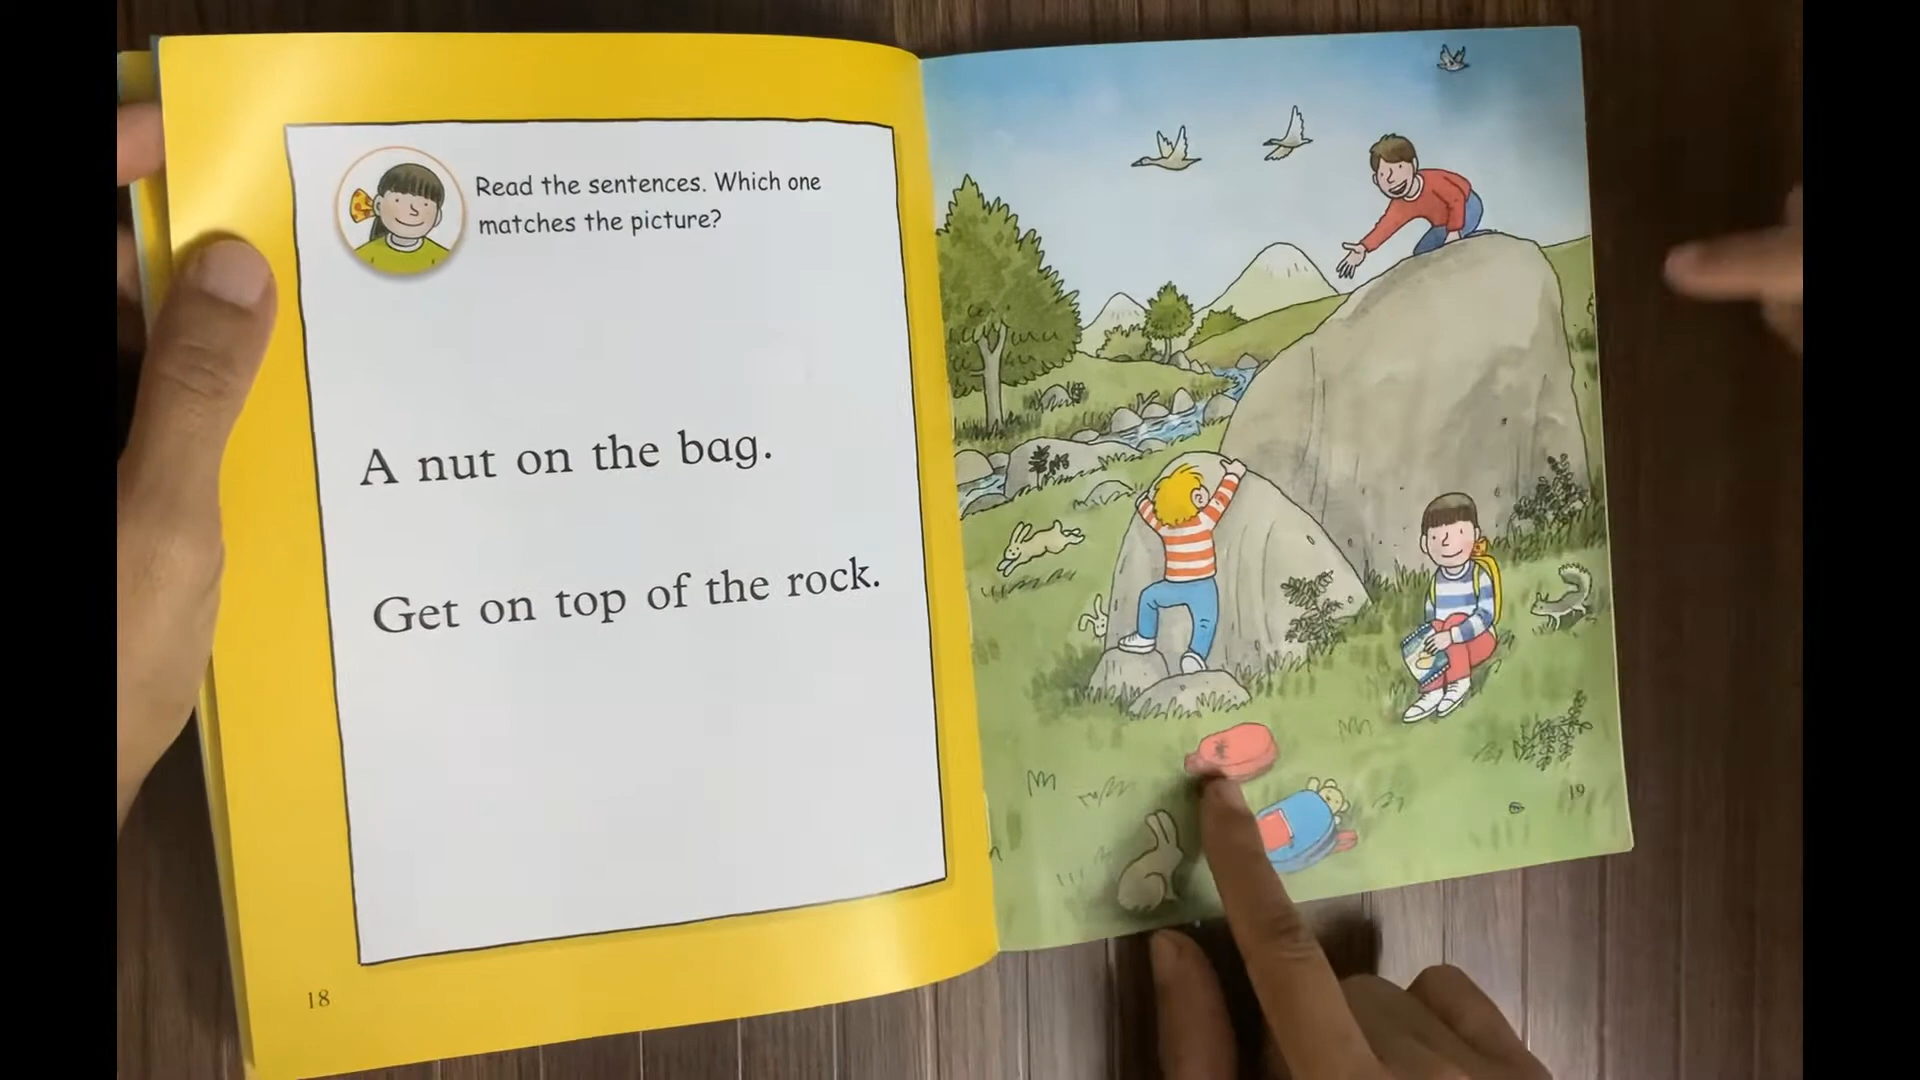 Read the sentences. Which one
matches the picture?
A nut on the bag.
Get on top of the rock.
18
19